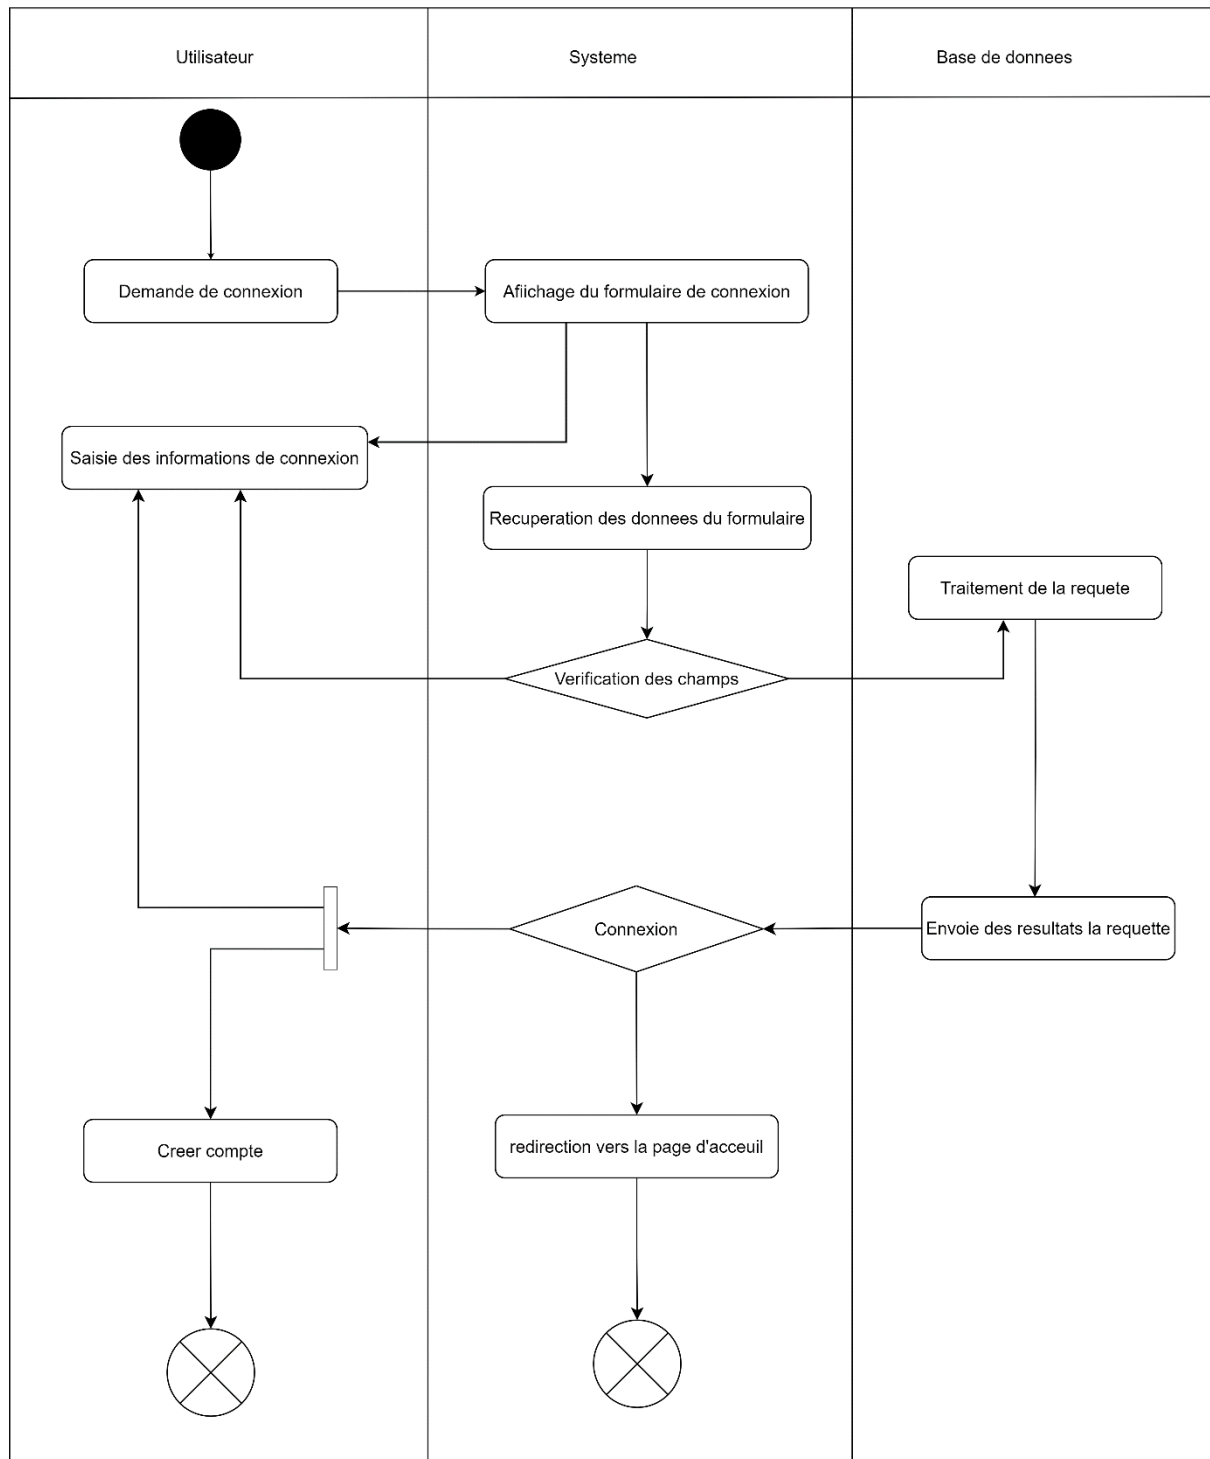 Utilisateur
Systeme
Base de donnees
Demande de connexion
Afiichage du formulaire de connexion
Saisie des informations de connexion
Recuperation des donnees du formulaire
Traitement de la requete
Verification des champs
Connexion
Envoie des resultats la requette
Creer compte
redirection vers la page d'acceuil